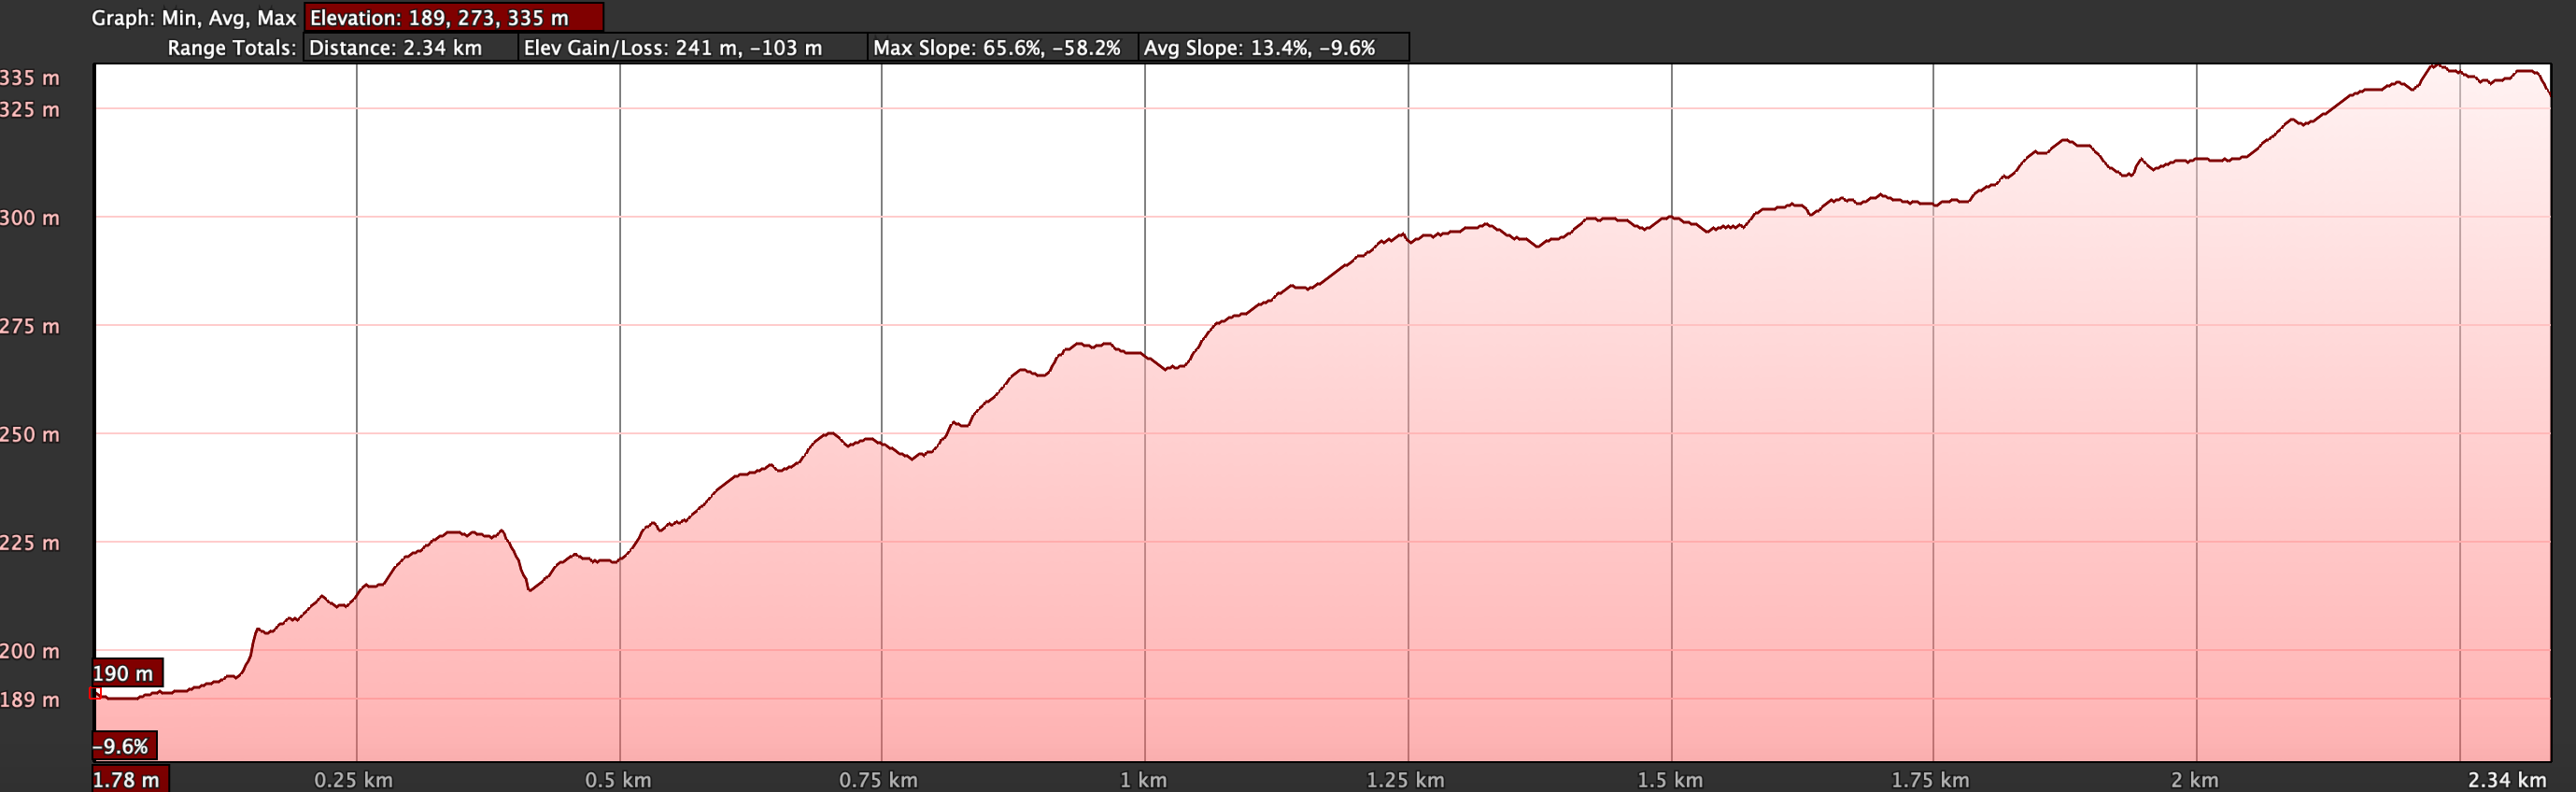 Graph: Min, Avg, Max Elevation: 189, 273, 335 m
Range Totals: Distance: 2.34 km Elev Gain/Loss: 241 m, -103 m Max Slope: 65.6%, -58.2% Avg Slope: 13.4%, -9.6%
335 m
325 m
300 m
275 m
250 m
225 m
200 m
190 m
189 m
-9.6%
1.78 m 0.25 km 0.5 km 0.75 km 1 km 1.25 km 1.5 km 1.75 km 2 km 2.34 km